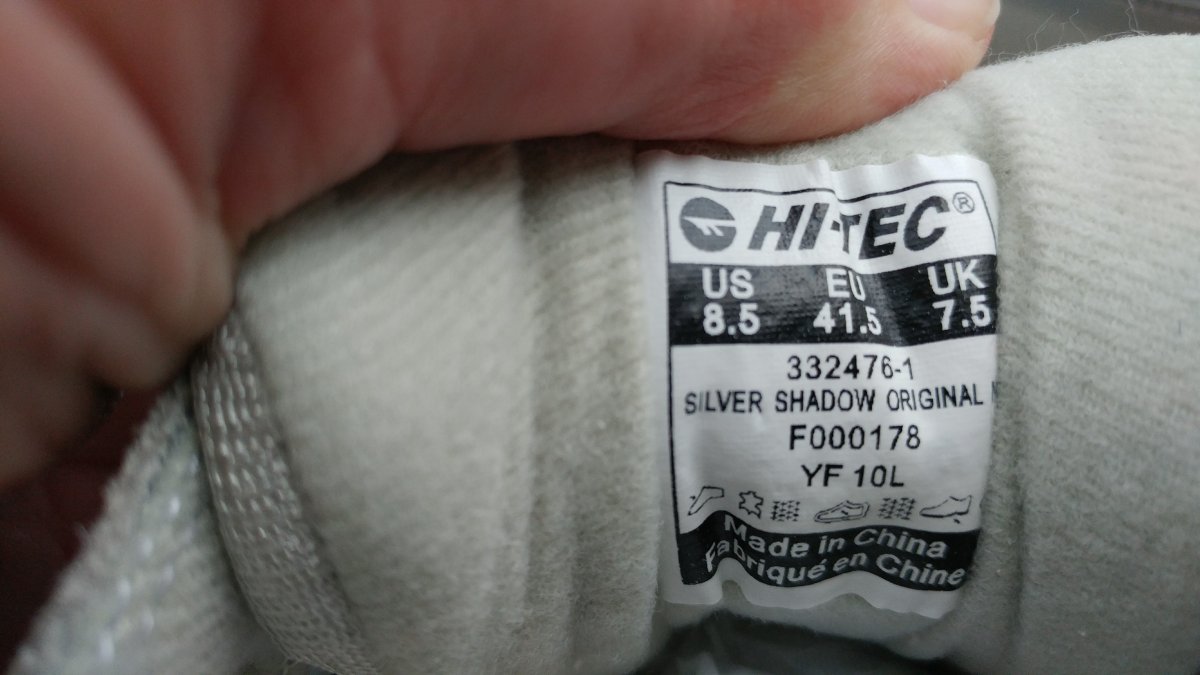 HI-TEC®
US EU UK
8.5 41.5 7.5
332476-1
SILVER SHADOW ORIGINAL
F000178
YF 10L
Made in China
Fabriqué en Chine